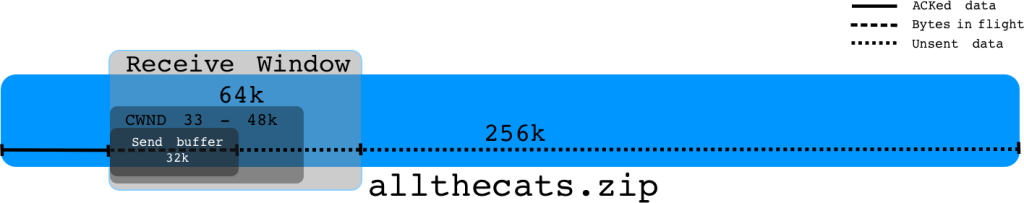 ACKed data
Bytes in flight
Unsent data
Receive Window
64k
CWND 33 - 48k
Send buffer
32k
256k
allthecats.zip